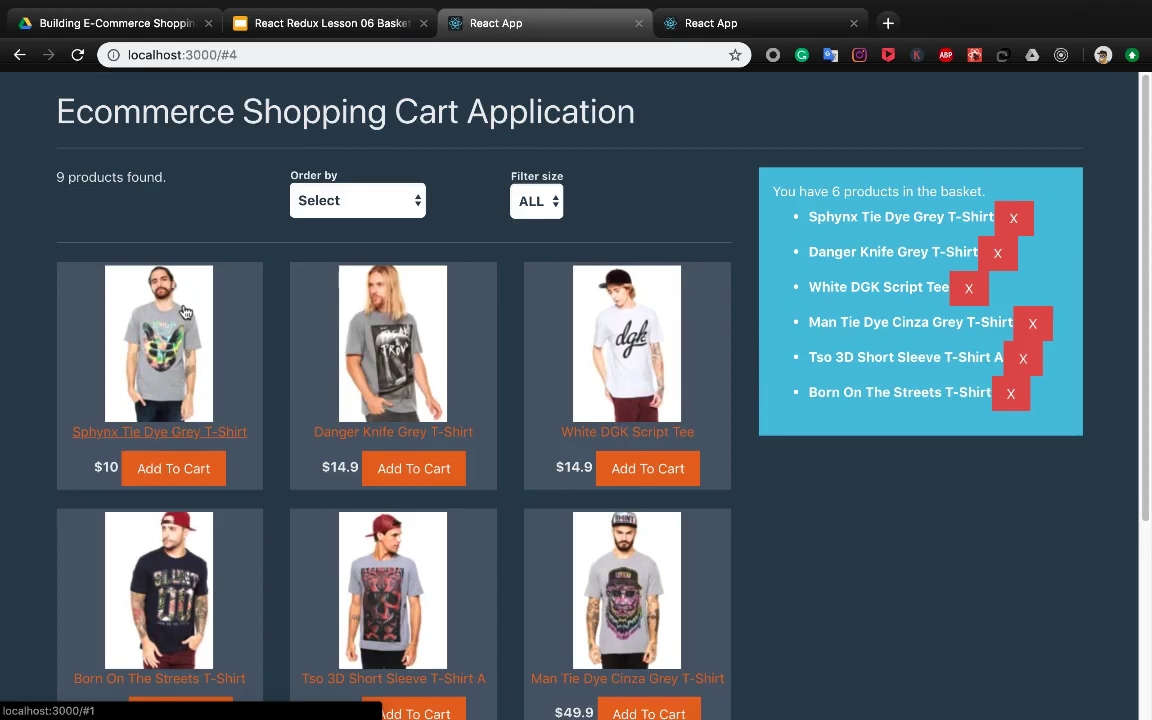 Building E-Commerce Shoppin
React Redux Lesson 06 Baske
React App
React App
localhost:3000/#4
Ecommerce Shopping Cart Application
9 products found.
Order by
Select
Filter size
ALL
You have 6 products in the basket.
Sphynx Tie Dye Grey T-Shirt X
Danger Knife Grey T-Shirt X
White DGK Script Tee X
Man Tie Dye Cinza Grey T-Shirt X
Tso 3D Short Sleeve T-Shirt A X
Born On The Streets T-Shirt X
dgk
Sphynx Tie Dye Grey T-Shirt
$10 Add To Cart
Danger Knife Grey T-Shirt
$14.9 Add To Cart
White DGK Script Tee
$14.9 Add To Cart
Born On The Streets T-Shirt
Tso 3D Short Sleeve T-Shirt A
Add To Cart
Man Tie Dye Cinza Grey T-Shirt
$49.9 Add To Cart
localhost:3000/#1